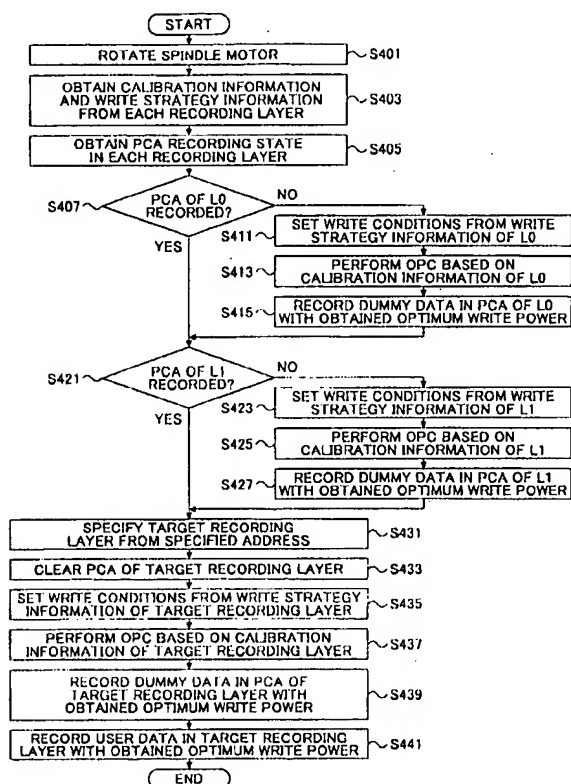 START
ROTATE SPINDLE MOTOR
S401
OBTAIN CALIBRATION INFORMATION
AND WRITE STRATEGY INFORMATION
FROM EACH RECORDING LAYER
S403
OBTAIN PCA RECORDING STATE
IN EACH RECORDING LAYER
S405
S407
PCA OF L0
RECORDED?
NO
YES
S411
SET WRITE CONDITIONS FROM WRITE
STRATEGY INFORMATION OF L0
S413
PERFORM OPC BASED ON
CALIBRATION INFORMATION OF L0
S415
RECORD DUMMY DATA IN PCA OF L0
WITH OBTAINED OPTIMUM WRITE POWER
S421
PCA OF L1
RECORDED?
NO
YES
S423
SET WRITE CONDITIONS FROM WRITE
STRATEGY INFORMATION OF L1
S425
PERFORM OPC BASED ON
CALIBRATION INFORMATION OF L1
S427
RECORD DUMMY DATA IN PCA OF L1
WITH OBTAINED OPTIMUM WRITE POWER
SPECIFY TARGET RECORDING
LAYER FROM SPECIFIED ADDRESS
S431
CLEAR PCA OF TARGET RECORDING LAYER
S433
SET WRITE CONDITIONS FROM WRITE STRATEGY
INFORMATION OF TARGET RECORDING LAYER
S435
PERFORM OPC BASED ON CALIBRATION
INFORMATION OF TARGET RECORDING LAYER
S437
RECORD DUMMY DATA IN PCA OF
TARGET RECORDING LAYER WITH
OBTAINED OPTIMUM WRITE POWER
S439
RECORD USER DATA IN TARGET RECORDING
LAYER WITH OBTAINED OPTIMUM WRITE POWER
S441
END